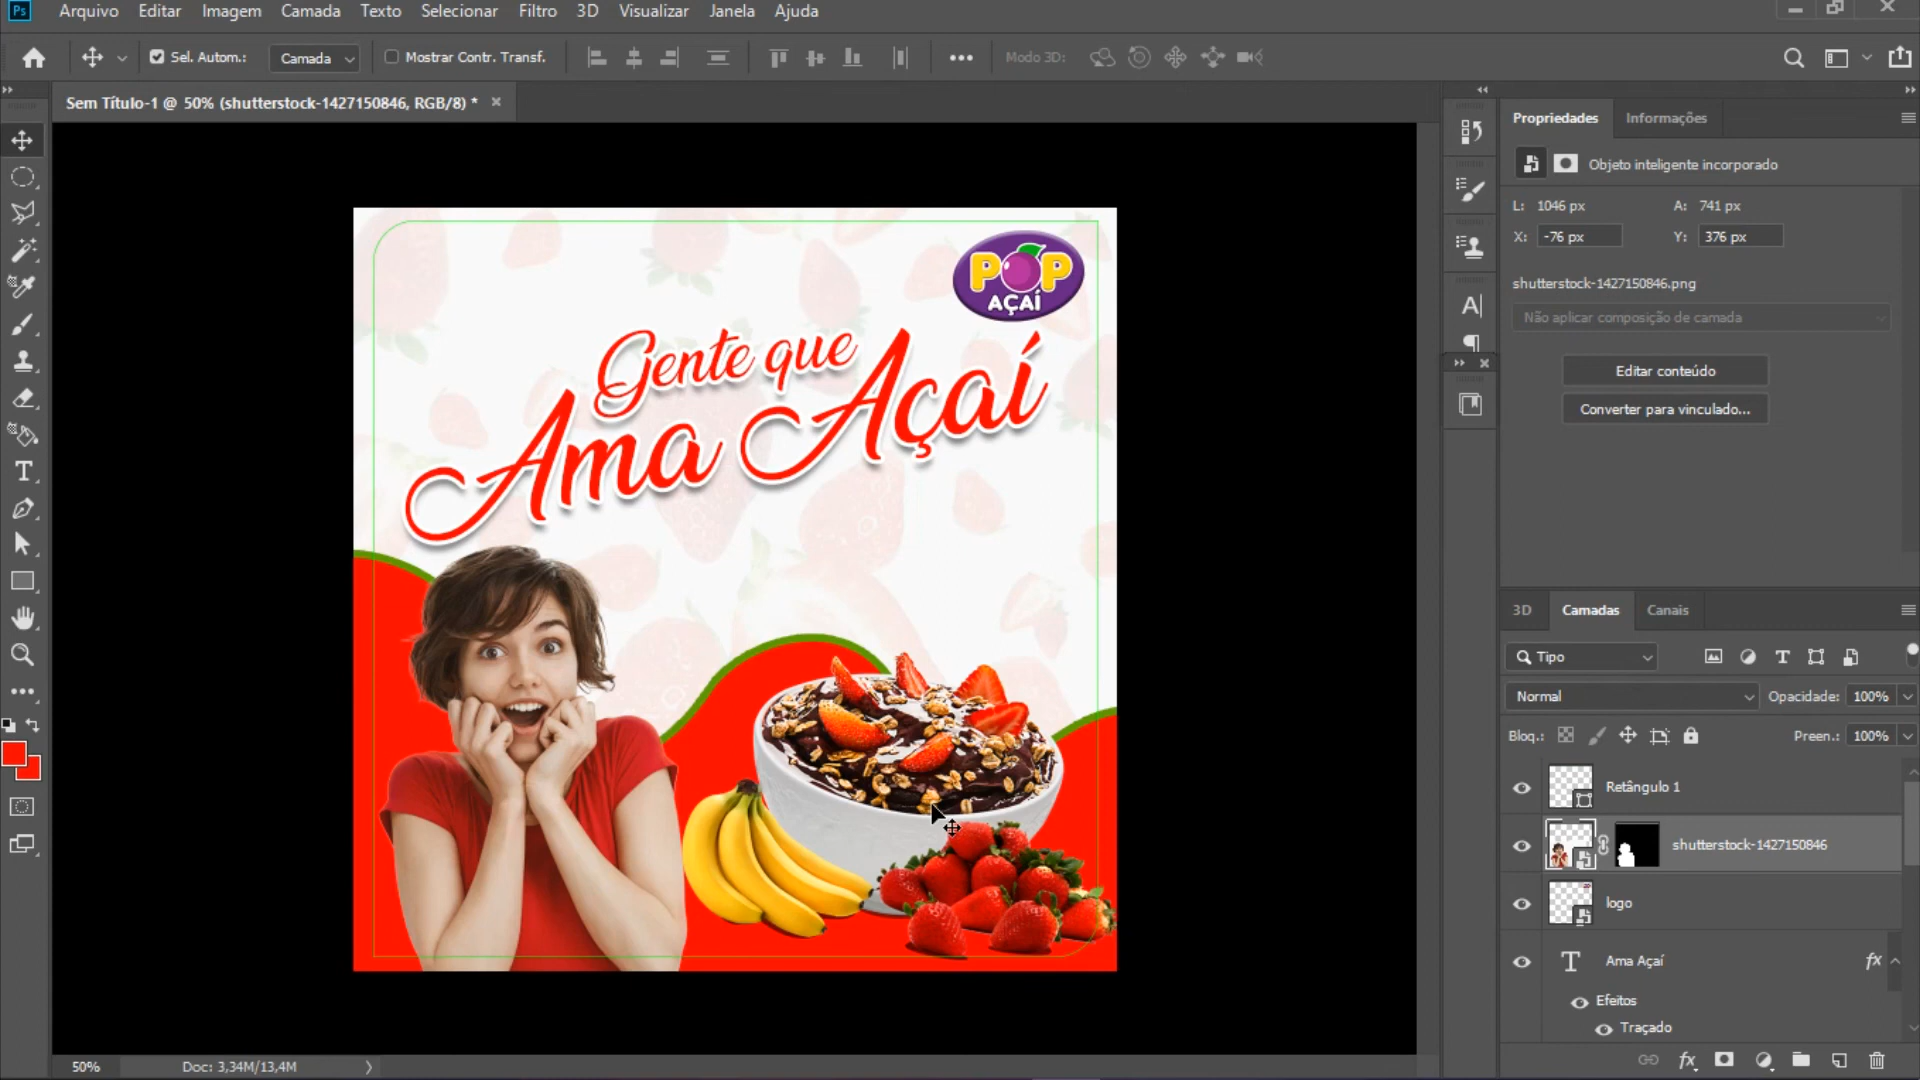 Ps Arquivo Editar Imagem Camada Texto Selecionar Filtro 3D Visualizar Janela Ajuda
Sel. Autom.: Camada Mostrar Contr. Transf. Modo 3D:
Sem Título-1 @ 50% (shutterstock-1427150846, RGB/8) *
Propriedades Informações
Objeto inteligente incorporado
L: 1046 px A: 741 px
X: -76 px Y: 376 px
shutterstock-1427150846.png
Não aplicar composição de camada
Editar conteúdo
Converter para vinculado...
POP
AÇAÍ
Gente que
Ama Açaí
3D Camadas Canais
Tipo
Normal Opacidade: 100%
Bloq.: Preen.: 100%
Retângulo 1
shutterstock-1427150846
logo
Ama Açaí fx
Efeitos
Traçado
50% Doc: 3,34M/13,4M